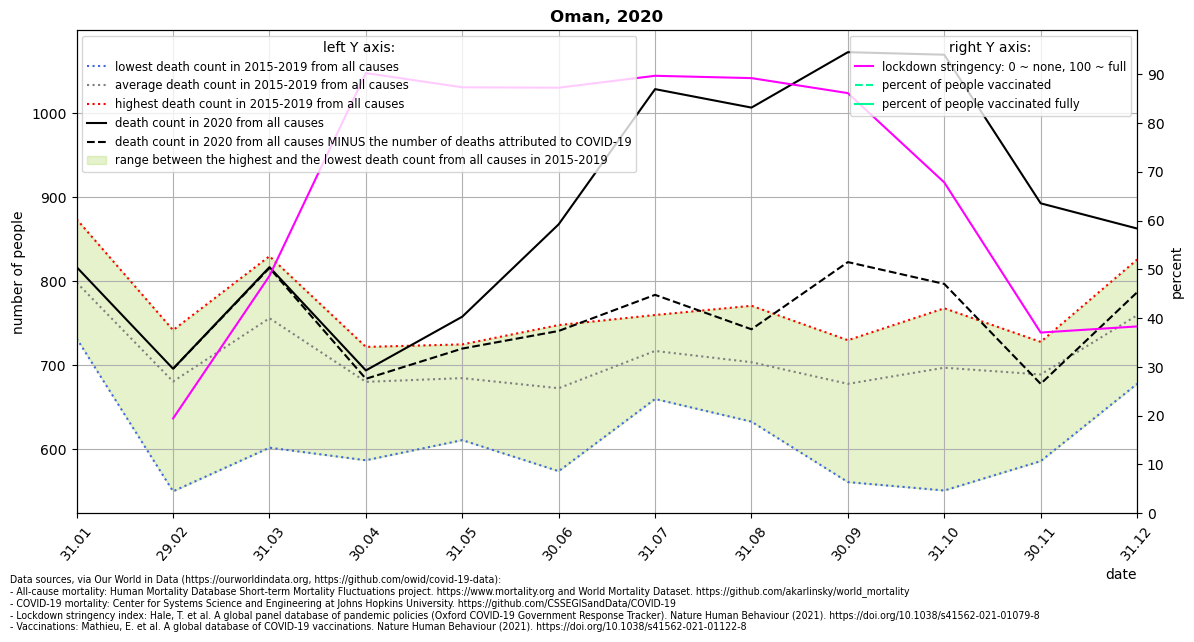 Oman, 2020
left Y axis:
lowest death count in 2015-2019 from all causes
average death count in 2015-2019 from all causes
highest death count in 2015-2019 from all causes
death count in 2020 from all causes
death count in 2020 from all causes MINUS the number of deaths attributed to COVID-19
range between the highest and the lowest death count from all causes in 2015-2019
right Y axis:
lockdown stringency: 0 ~ none, 100 ~ full
percent of people vaccinated
percent of people vaccinated fully
number of people
1000
900
800
700
600
percent
90
80
70
60
50
40
30
20
10
0
31.01
29.02
31.03
30.04
31.05
30.06
31.07
31.08
30.09
31.10
30.11
31.12
date
Data sources, via Our World in Data (https://ourworldindata.org, https://github.com/owid/covid-19-data):
- All-cause mortality: Human Mortality Database Short-term Mortality Fluctuations project. https://www.mortality.org and World Mortality Dataset. https://github.com/akarlinsky/world_mortality
- COVID-19 mortality: Center for Systems Science and Engineering at Johns Hopkins University. https://github.com/CSSEGISandData/COVID-19
- Lockdown stringency index: Hale, T. et al. A global panel database of pandemic policies (Oxford COVID-19 Government Response Tracker). Nature Human Behaviour (2021). https://doi.org/10.1038/s41562-021-01079-8
- Vaccinations: Mathieu, E. et al. A global database of COVID-19 vaccinations. Nature Human Behaviour (2021). https://doi.org/10.1038/s41562-021-01122-8